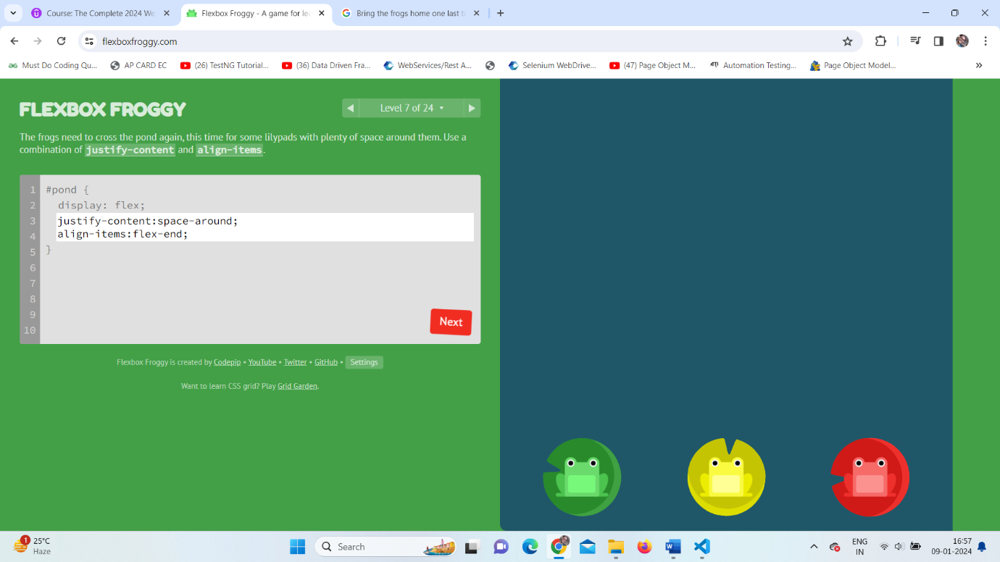 Course: The Complete 2024 We
Flexbox Froggy - A game for le
Bring the frogs home one last t
flexboxfroggy.com
Must Do Coding Qu...
AP CARD EC
(26) TestNG Tutorial...
(36) Data Driven Fra...
WebServices/Rest A...
Selenium WebDrive...
(47) Page Object M...
Automation Testing...
Page Object Model...
»
FLEXBOX FROGGY
Level 7 of 24
The frogs need to cross the pond again, this time for some lilypads with plenty of space around them. Use a
combination of justify-content and align-items.
1 #pond {
2 display: flex;
3 justify-content:space-around;
4 align-items:flex-end;
5 }
6
7
8
9
10
Next
Flexbox Froggy is created by Codepip • YouTube • Twitter • GitHub • Settings
Want to learn CSS grid? Play Grid Garden.
1
25°C
Haze
Search
ENG
IN
16:57
09-01-2024